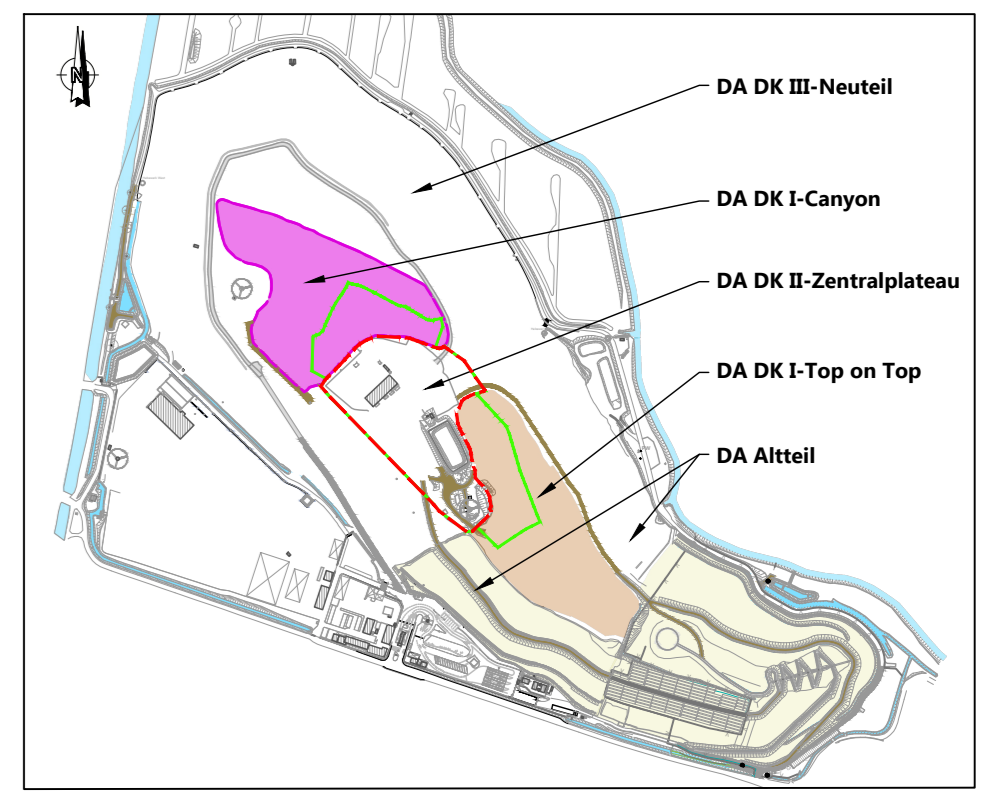 N
DA DK III-Neuteil
DA DK I-Canyon
DA DK II-Zentralplateau
DA DK I-Top on Top
DA Altteil